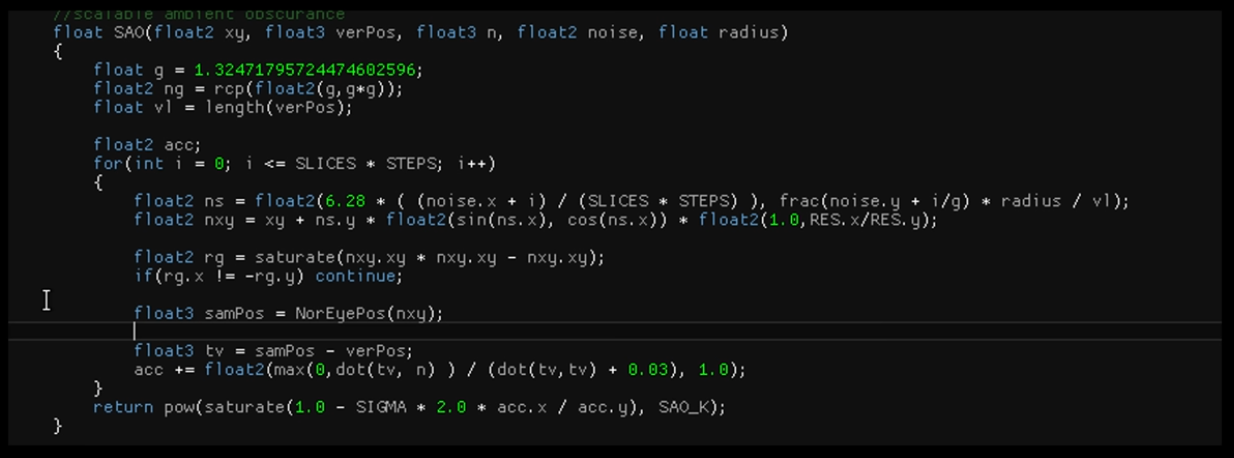 //scalable ambient obscurance
float SAO(float2 xy, float3 verPos, float3 n, float2 noise, float radius)
{
float g = 1.32471795724474602596;
float2 ng = rcp(float2(g,g*g));
float vl = length(verPos);
float2 acc;
for(int i = 0; i <= SLICES * STEPS; i++)
{
float2 ns = float2(6.28 * ( (noise.x + i) / (SLICES * STEPS) ), frac(noise.y + i/g) * radius / vl);
float2 nxy = xy + ns.y * float2(sin(ns.x), cos(ns.x)) * float2(1.0,RES.x/RES.y);
float2 rg = saturate(nxy.xy * nxy.xy - nxy.xy);
if(rg.x != -rg.y) continue;
float3 samPos = NorEyePos(nxy);
float3 tv = samPos - verPos;
acc += float2(max(0,dot(tv, n) ) / (dot(tv,tv) + 0.03), 1.0);
}
return pow(saturate(1.0 - SIGMA * 2.0 * acc.x / acc.y), SAO_K);
}